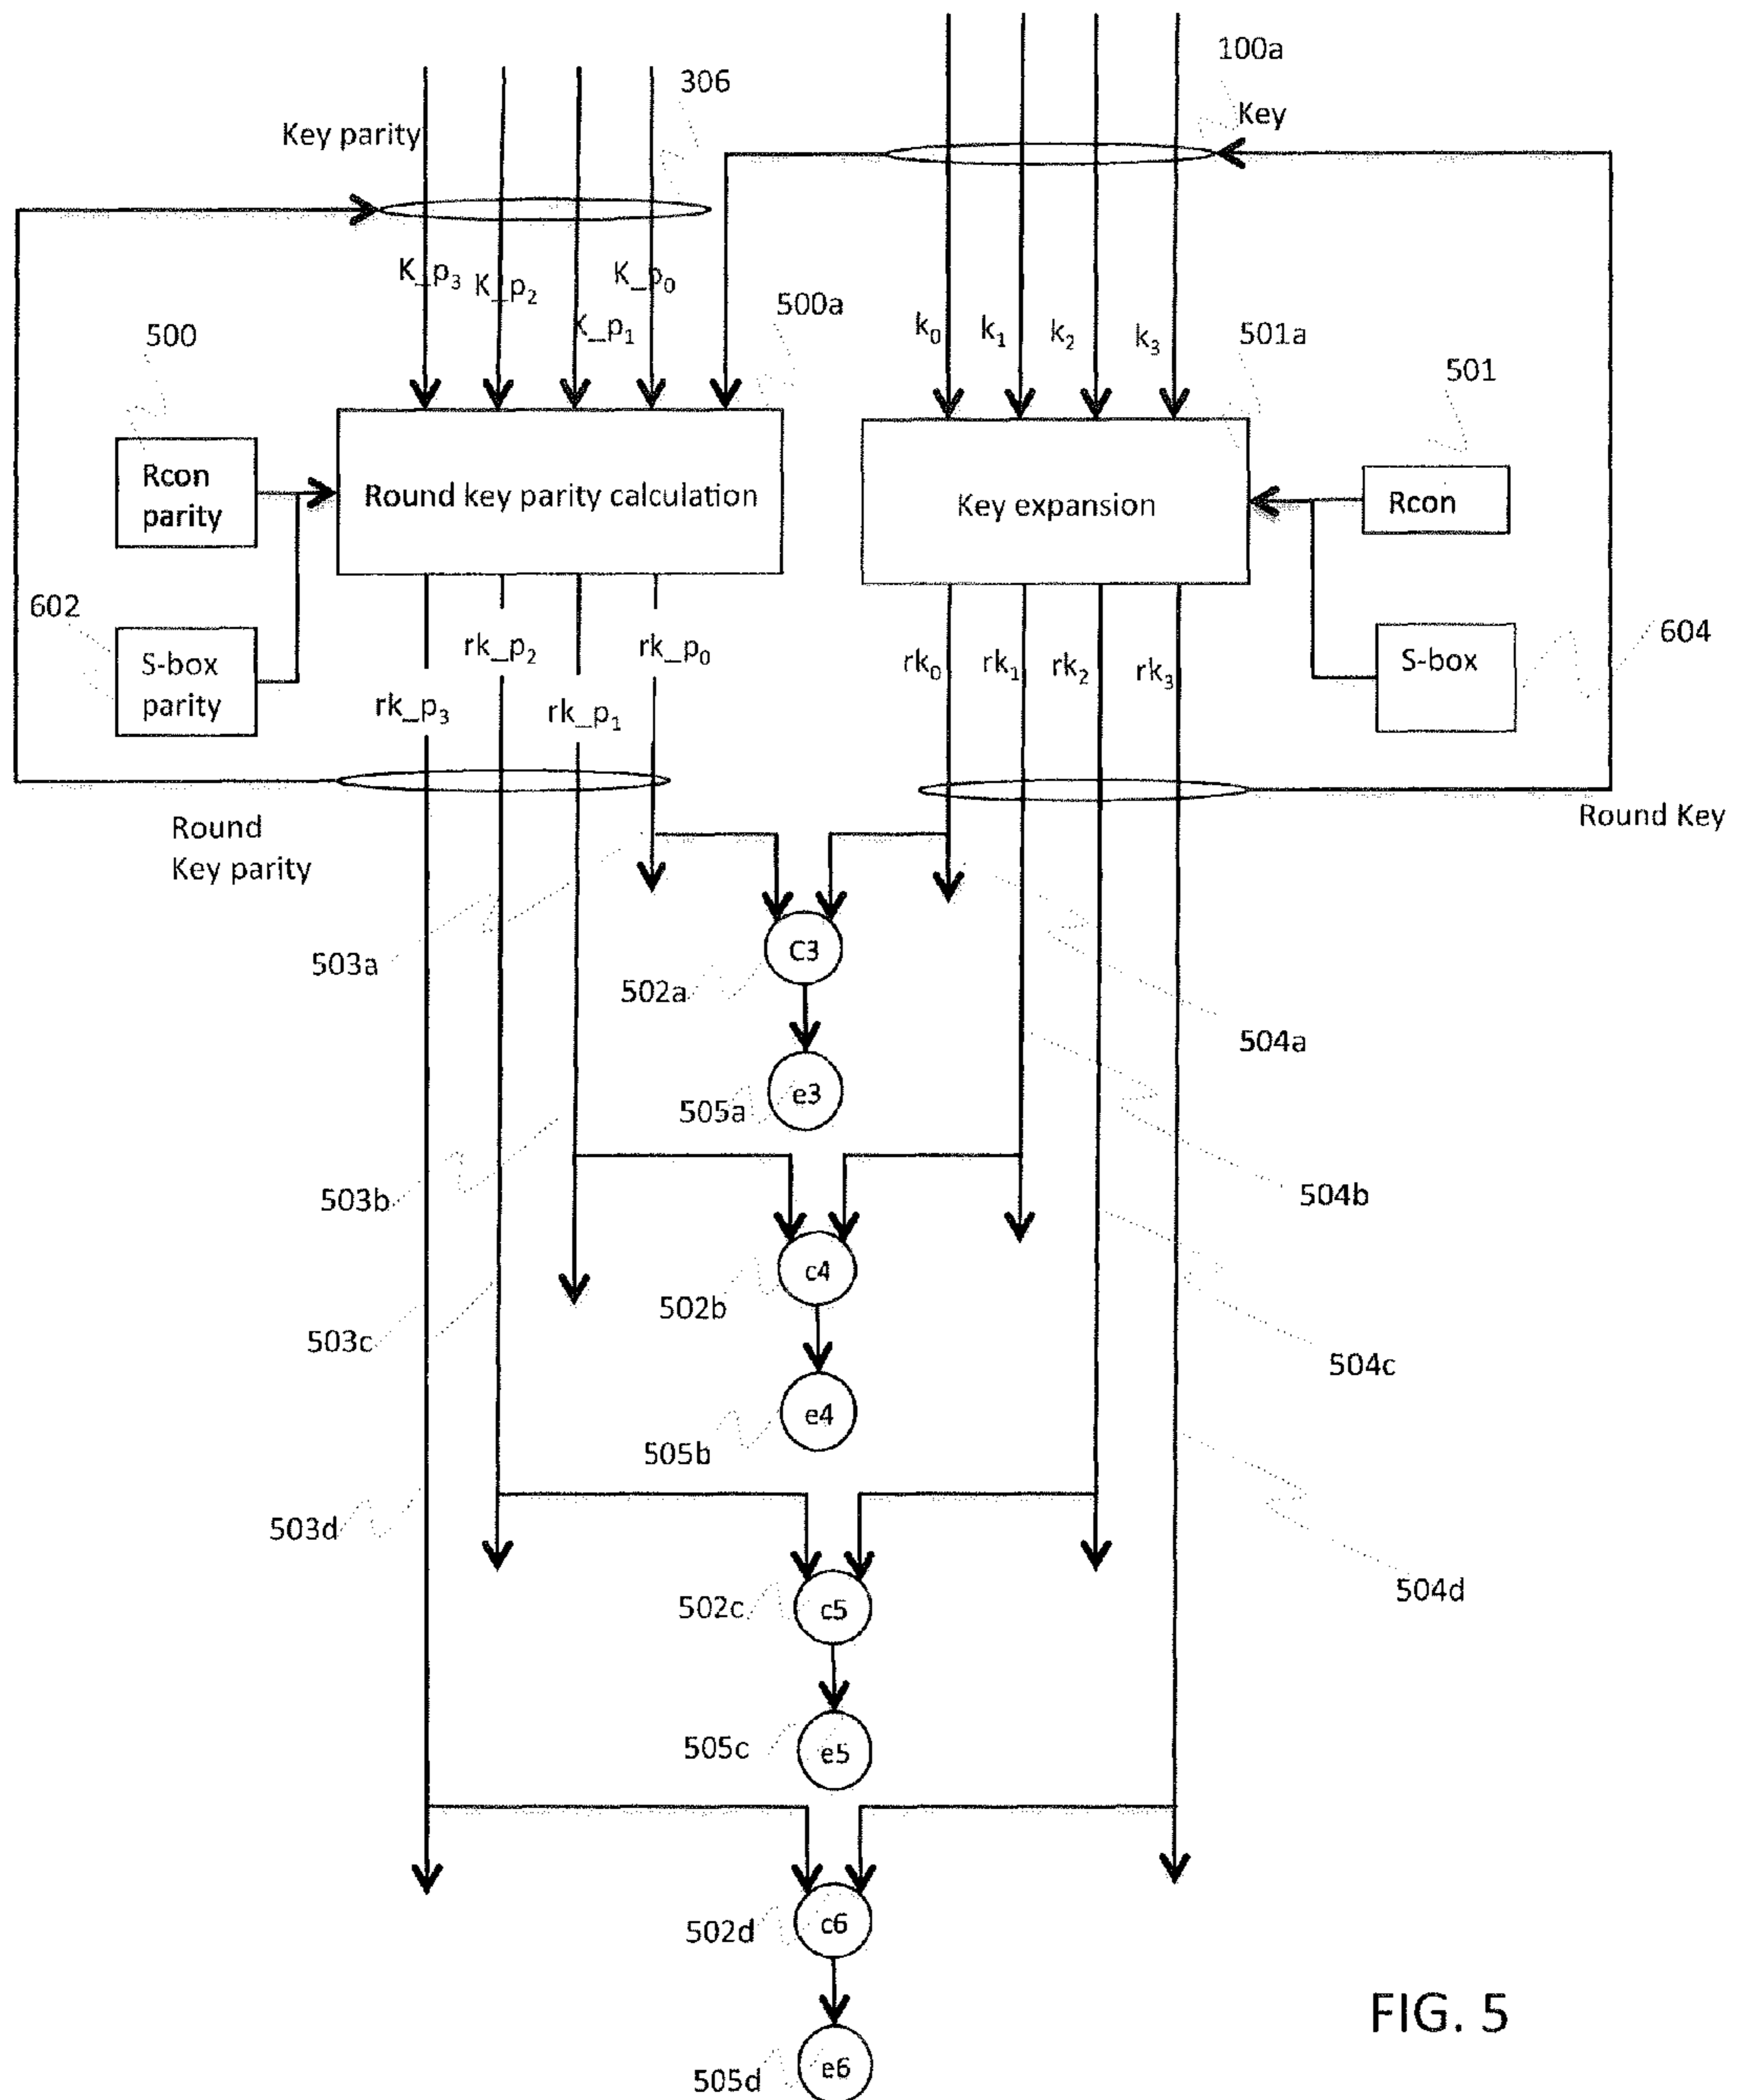 100a
306
Key
Key parity
K_p3
K_p2
K_p0
K_p1
500a
500
k0
k1
k2
k3
501a
501
Rcon
parity
Round key parity calculation
Key expansion
Rcon
602
S-box
parity
rk_p2
rk_p0
rk_p3
rk_p1
rk0
rk1
rk2
rk3
S-box
604
Round
Key parity
Round Key
503a
C3
502a
504a
e3
505a
503b
504b
c4
502b
503c
504c
e4
505b
503d
504d
c5
502c
e5
505c
c6
502d
FIG. 5
e6
505d